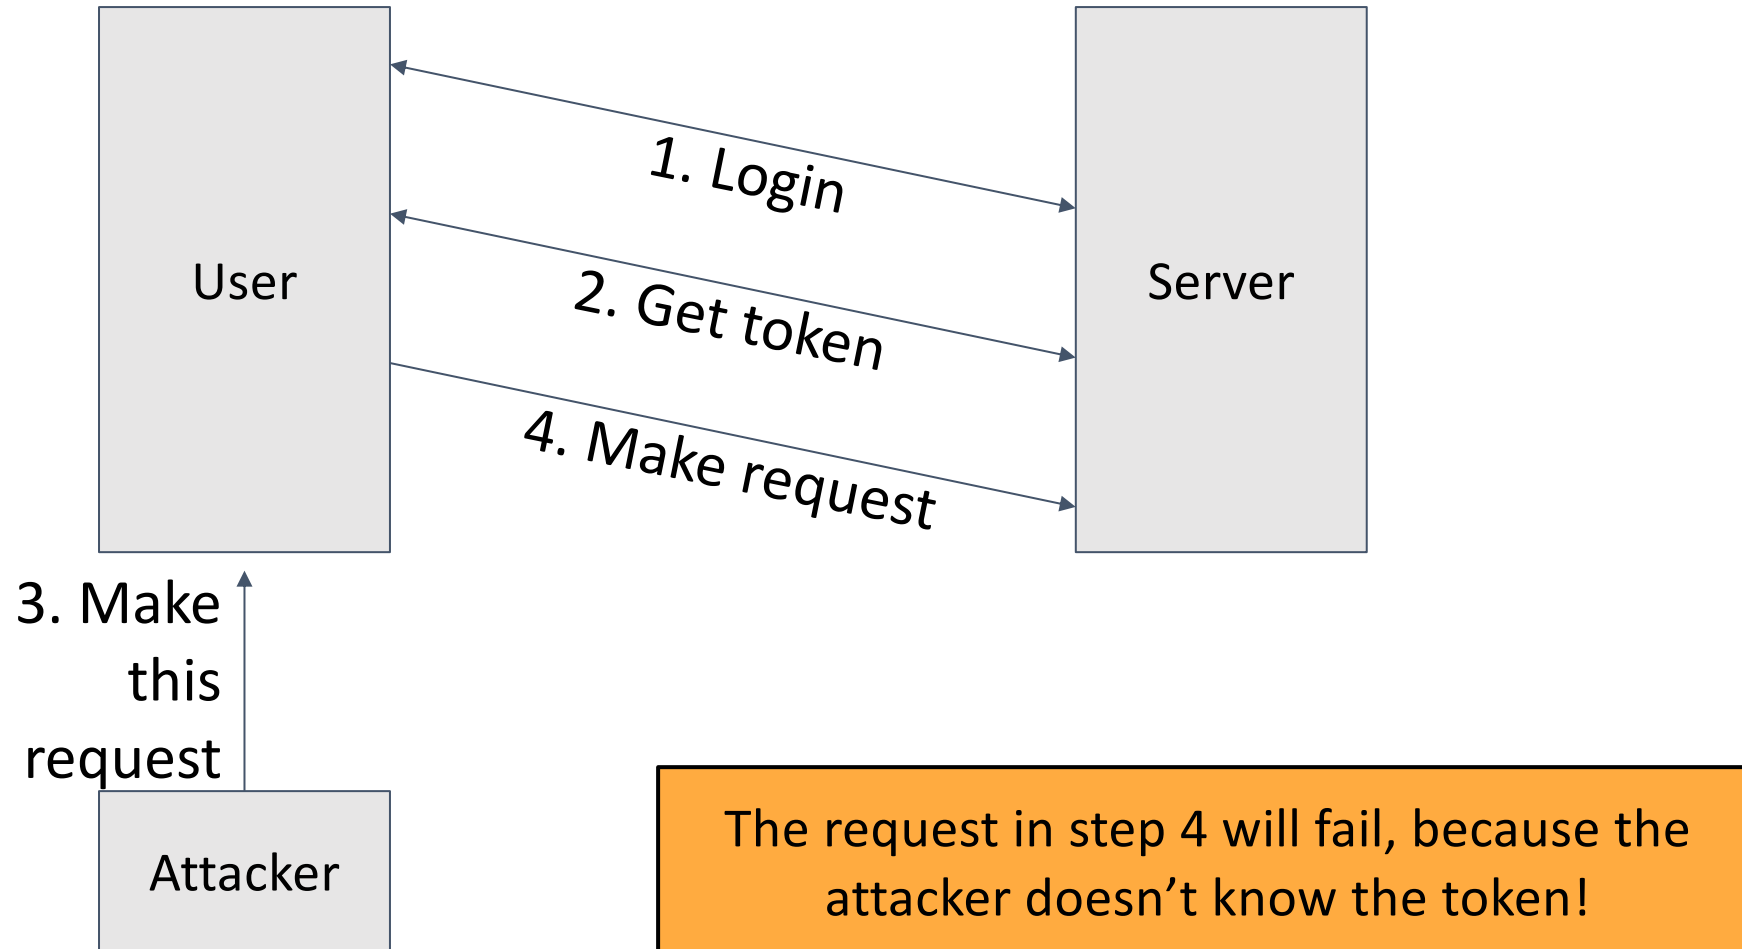 1. Login
User
Server
2. Get token
4. Make request
3. Make
this
request
Attacker
The request in step 4 will fail, because the
attacker doesn’t know the token!